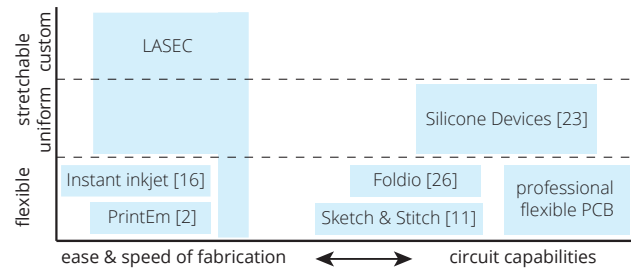 stretchable
custom
uniform
flexible
LASEC
Silicone Devices [23]
Instant inkjet [16]
Foldio [26]
professional
flexible PCB
PrintEm [2]
Sketch & Stitch [11]
ease & speed of fabrication
circuit capabilities